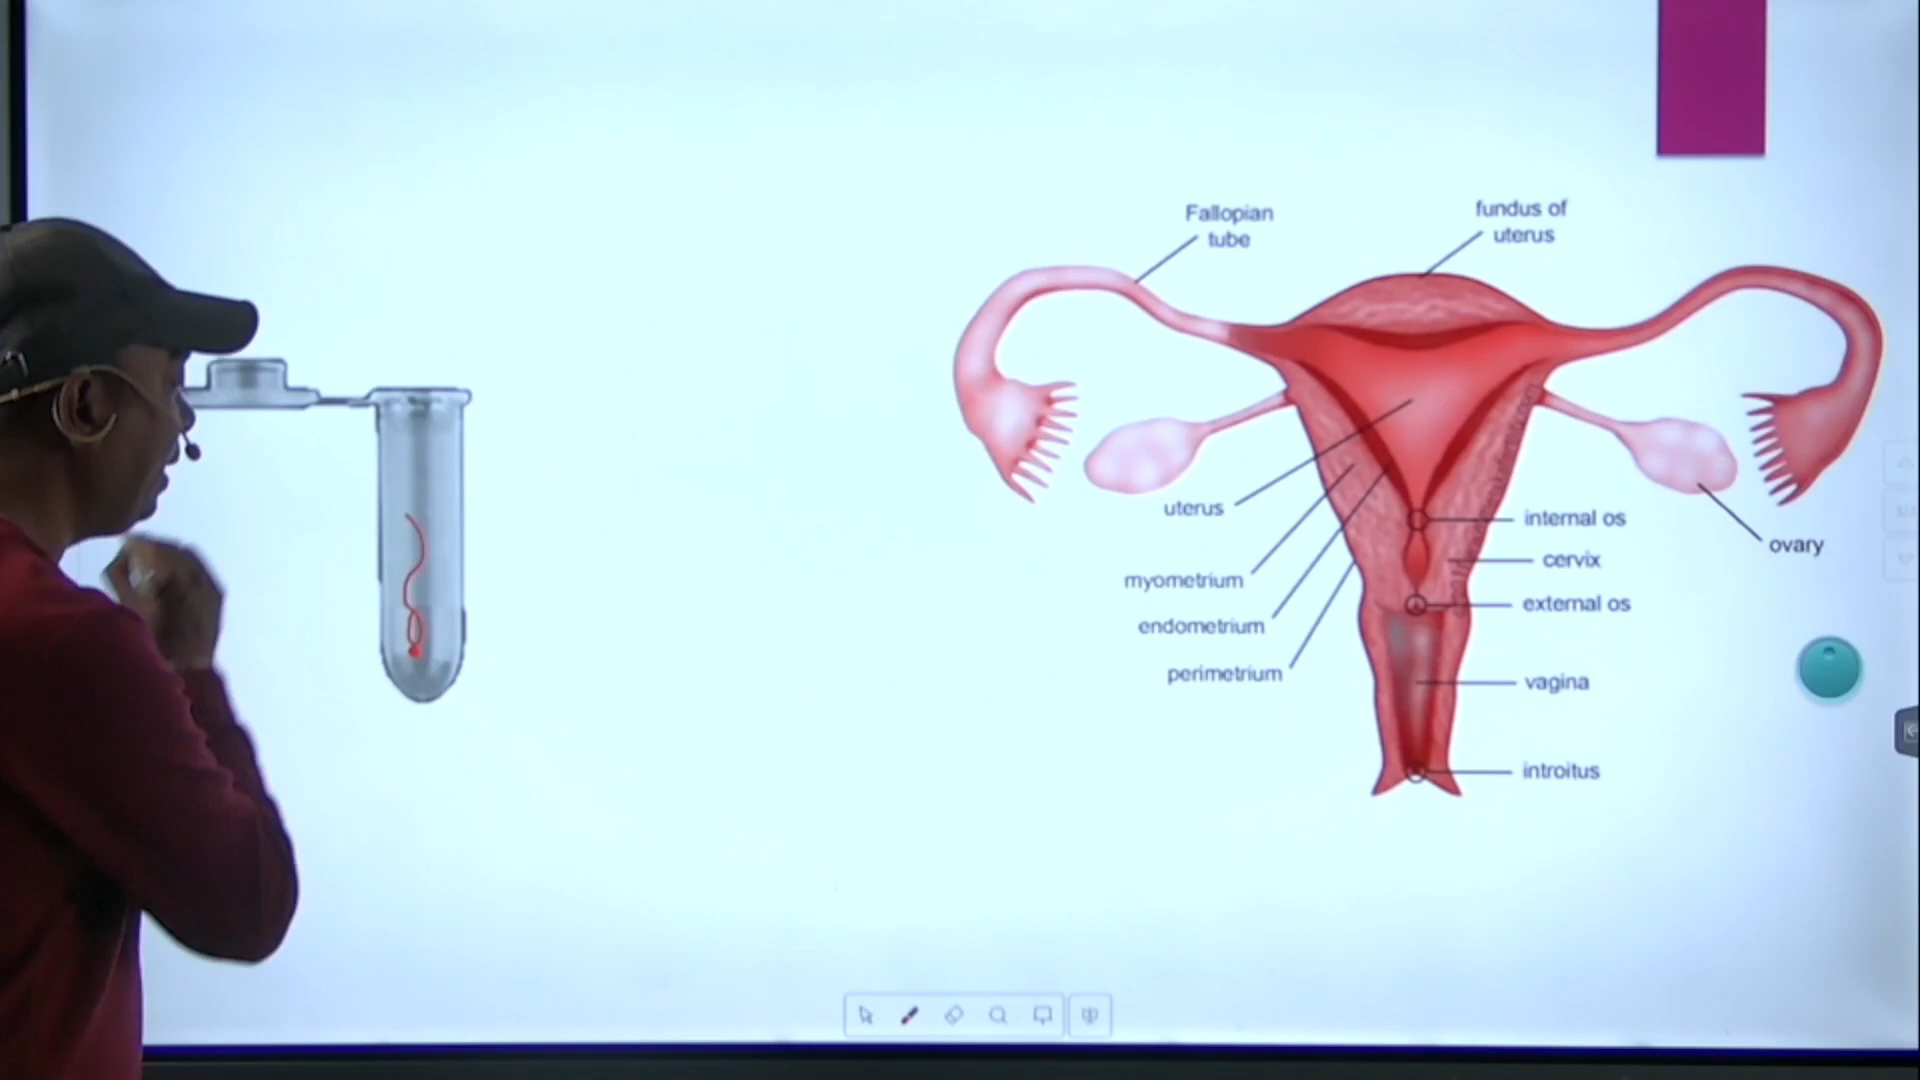 Fallopian
tube
fundus of
uterus
uterus
myometrium
endometrium
perimetrium
internal os
cervix
external os
ovary
vagina
introitus